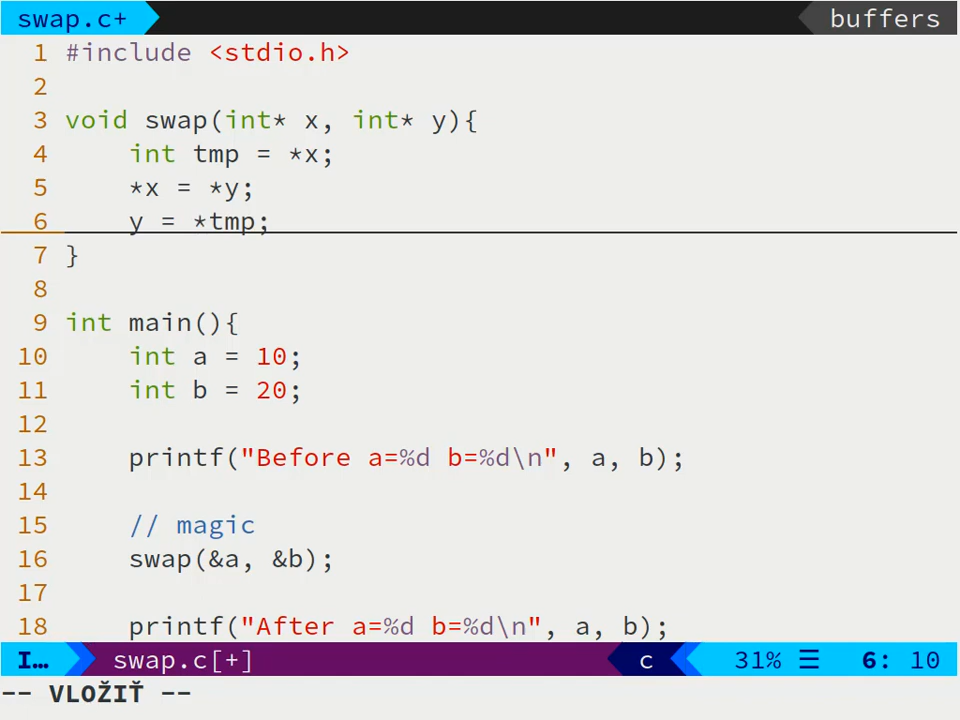 swap.c+ buffers
1 #include <stdio.h>
2
3 void swap(int* x, int* y){
4     int tmp = *x;
5     *x = *y;
6     y = *tmp;
7 }
8
9 int main(){
10     int a = 10;
11     int b = 20;
12
13     printf("Before a=%d b=%d\n", a, b);
14
15     // magic
16     swap(&a, &b);
17
18     printf("After a=%d b=%d\n", a, b);
I… swap.c[+] c 31% ☰ 6: 10
-- VLOŽIŤ --